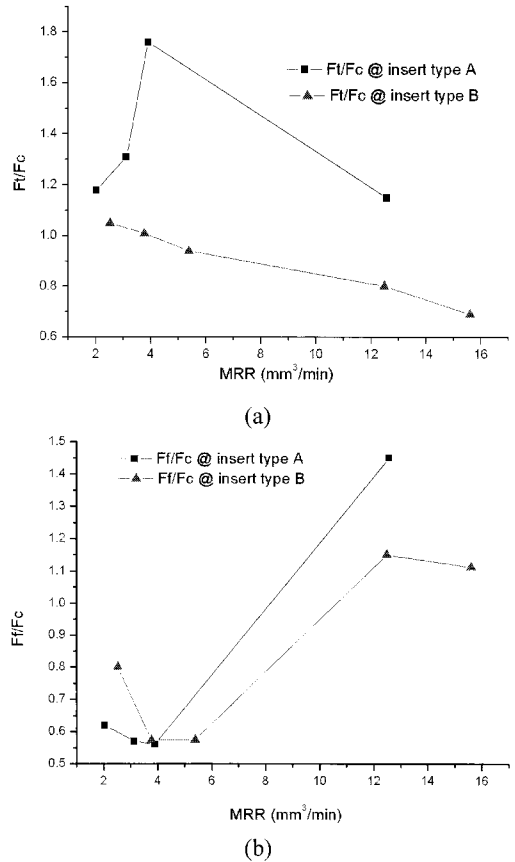 1.8
1.6
1.4
1.2
1.0
0.8
0.6
Ft/Fc
Ft/Fc @ insert type A
Ft/Fc @ insert type B
2 4 6 8 10 12 14 16
MRR (mm³/min)
(a)
1.5
1.4
1.3
1.2
1.1
1.0
0.9
0.8
0.7
0.6
0.5
Ff/Fc
Ff/Fc @ insert type A
Ff/Fc @ insert type B
2 4 6 8 10 12 14 16
MRR (mm³/min)
(b)